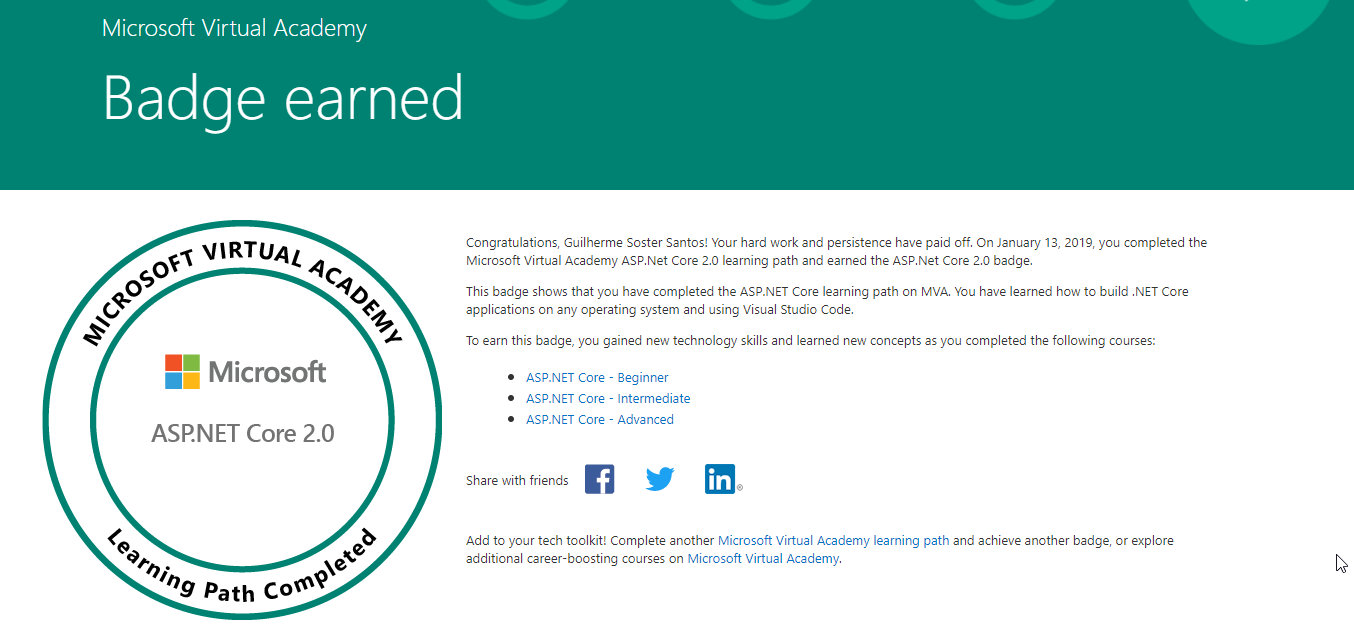 Microsoft Virtual Academy
Badge earned
MICROSOFT VIRTUAL ACADEMY
Microsoft
ASP.NET Core 2.0
Learning Path Completed
Congratulations, Guilherme Soster Santos! Your hard work and persistence have paid off. On January 13, 2019, you completed the
Microsoft Virtual Academy ASP.Net Core 2.0 learning path and earned the ASP.Net Core 2.0 badge.
This badge shows that you have completed the ASP.NET Core learning path on MVA. You have learned how to build .NET Core
applications on any operating system and using Visual Studio Code.
To earn this badge, you gained new technology skills and learned new concepts as you completed the following courses:
ASP.NET Core - Beginner
ASP.NET Core - Intermediate
ASP.NET Core - Advanced
Share with friends f in ®
Add to your tech toolkit! Complete another Microsoft Virtual Academy learning path and achieve another badge, or explore
additional career-boosting courses on Microsoft Virtual Academy.